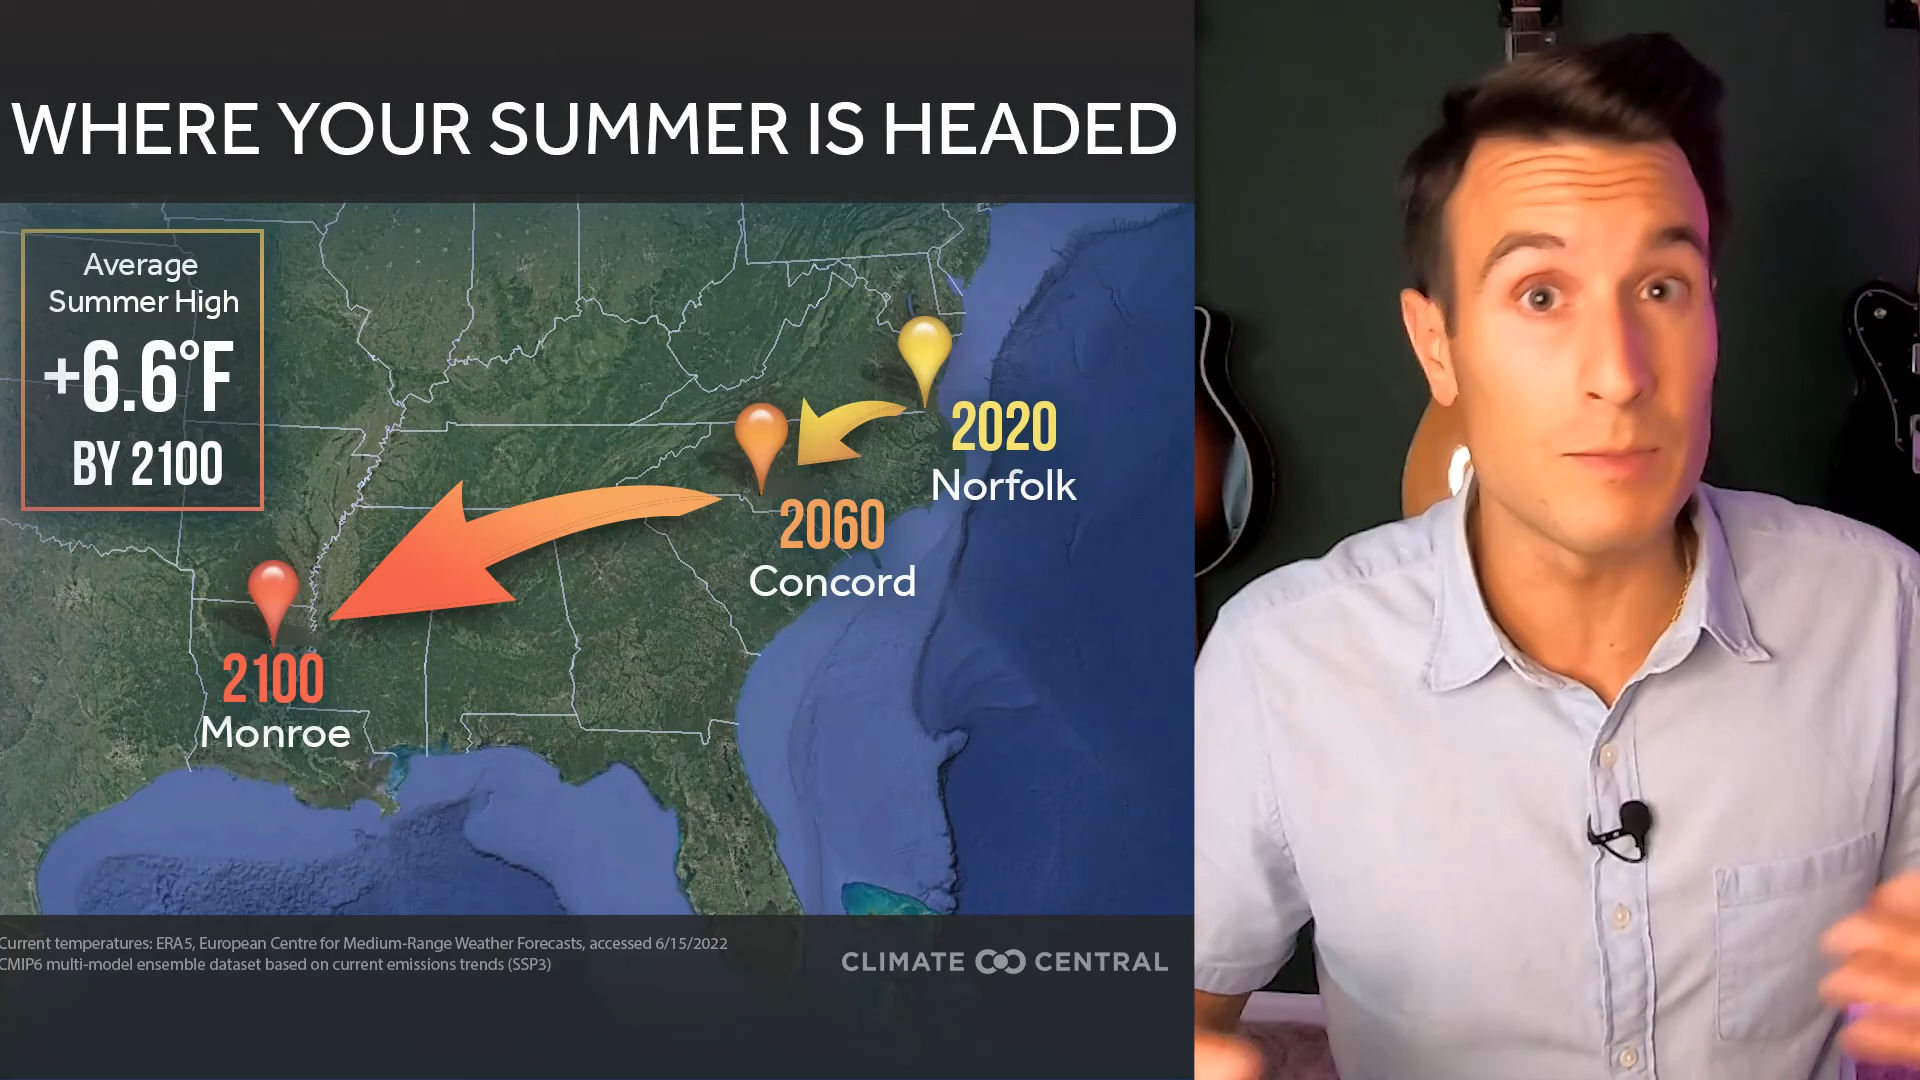 WHERE YOUR SUMMER IS HEADED
Average
Summer High
+6.6°F
BY 2100
2020
Norfolk
2060
Concord
2100
Monroe
Current temperatures: ERA5, European Centre for Medium-Range Weather Forecasts, accessed 6/15/2022
CMIP6 multi-model ensemble dataset based on current emissions trends (SSP3)
CLIMATE CENTRAL